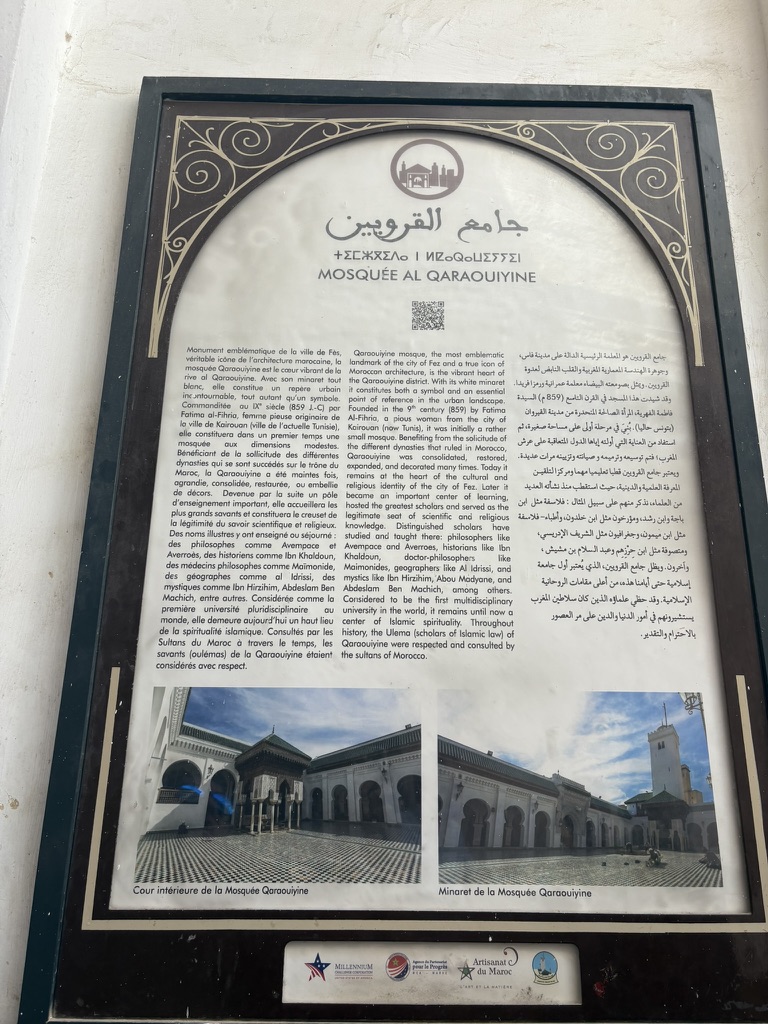 جامع القرويين
ⵜⵉⵎⵣⴳⵉⴷⴰ ⵏ ⵍⵇⴰⵕⴰⵡⵉⵢⵢⵉⵏ
MOSQUÉE AL QARAOUIYINE
Monument emblématique de la ville de Fès,
véritable icône de l'architecture marocaine, la
mosquée Qaraouiyine est le cœur vibrant de la
rive al Qaraouiyine. Avec son minaret tout
blanc, elle constitue un repère urbain
incontournable, tout autant qu'un symbole.
Commanditée au IXᵉ siècle (859 J.-C) par
Fatima al-Fihria, femme pieuse originaire de
la ville de Kairouan (ville de l'actuelle Tunisie),
elle constituera dans un premier temps une
mosquée aux dimensions modestes.
Bénéficiant de la sollicitude des différentes
dynasties qui se sont succédés sur le trône du
Maroc, la Qaraouiyine a été maintes fois,
agrandie, consolidée, restaurée, ou embellie
de décors. Devenue par la suite un pôle
d'enseignement important, elle accueillera les
plus grands savants et constituera le creuset de
la légitimité du savoir scientifique et religieux.
Des noms illustres y ont enseigné ou séjourné :
des philosophes comme Avempace et
Averroès, des historiens comme Ibn Khaldoun,
des médecins philosophes comme Maïmonide,
des géographes comme al Idrissi, des
mystiques comme Ibn Hirzihim, Abdeslam Ben
Machich, entre autres. Considérée comme la
première université pluridisciplinaire au
monde, elle demeure aujourd'hui un haut lieu
de la spiritualité islamique. Consultés par les
Sultans du Maroc à travers le temps, les
savants (oulémas) de la Qaraouiyine étaient
considérés avec respect.
Qaraouiyine mosque, the most emblematic
landmark of the city of Fez and a true icon of
Moroccan architecture, is the vibrant heart of
the Qaraouiyine district. With its white minaret
it constitutes both a symbol and an essential
point of reference in the urban landscape.
Founded in the 9ᵗʰ century (859) by Fatima
Al-Fihria, a pious woman from the city of
Kairouan (now Tunis), it was initially a rather
small mosque. Benefiting from the solicitude of
the different dynasties that ruled in Morocco,
Qaraouiyine was consolidated, restored,
expanded, and decorated many times. Today it
remains at the heart of the cultural and
religious identity of the city of Fez. Later it
became an important center of learning,
hosted the greatest scholars and served as the
legitimate seat of scientific and religious
knowledge. Distinguished scholars have
studied and taught there: philosophers like
Avempace and Averroes, historians like Ibn
Khaldoun, doctor-philosophers like
Maimonides, geographers like Al Idrissi, and
mystics like Ibn Hirzihim, Abou Madyane, and
Abdeslam Ben Machich, among others.
Considered to be the first multidisciplinary
university in the world, it remains until now a
center of Islamic spirituality. Throughout
history, the Ulema (scholars of Islamic law) of
Qaraouiyine were respected and consulted by
the sultans of Morocco.
جامع القرويين هو المعلمة الرئيسية الدالة على مدينة فاس،
وجوهرة الهندسة المعمارية المغربية والقلب النابض لعدوة
القرويين. ويمثل بصومعته البيضاء معلمة عمرانية ورمزا فريدا.
وقد شيدت هذا المسجد في القرن التاسع (859 م) السيدة
فاطمة الفهرية، المرأة الصالحة المنحدرة من مدينة القيروان
(بتونس حاليا). بُنِيَ في مرحلة أولى على مساحة صغيرة، ثم
استفاد من العناية التي أولته إياها الدول المتعاقبة على عرش
المغرب؛ فتم توسيعه وترميمه وصيانته وتزيينه مرات عديدة.
ويعتبر جامع القرويين قطبا تعليميا مهما ومركزا لتلقين
المعرفة العلمية والدينية، حيث استقطب منذ نشأته العديد
من العلماء، نذكر منهم على سبيل المثال : فلاسفة مثل ابن
باجة وابن رشد، ومؤرخون مثل ابن خلدون، وأطباء- فلاسفة
مثل ابن ميمون، وجغرافيون مثل الشريف الإدريسي،
ومتصوفة مثل ابن حرزهم وعبد السلام بن مشيش ،
وآخرون. ويظل جامع القرويين، الذي يُعتبر أول جامعة
إسلامية حتى أيامنا هذه، من أعلى مقامات الروحانية
الإسلامية. وقد حظي علماؤه الذين كان سلاطين المغرب
يستشيرونهم في أمور الدنيا والدين على مر العصور
بالاحترام والتقدير.
Cour intérieure de la Mosquée Qaraouiyine
Minaret de la Mosquée Qaraouiyine
MILLENNIUM
CHALLENGE CORPORATION
UNITED STATES OF AMERICA
Agence du Partenariat
pour le Progrès
MCA - MAROC
Artisanat
du Maroc
L'ART ET LA MATIÈRE